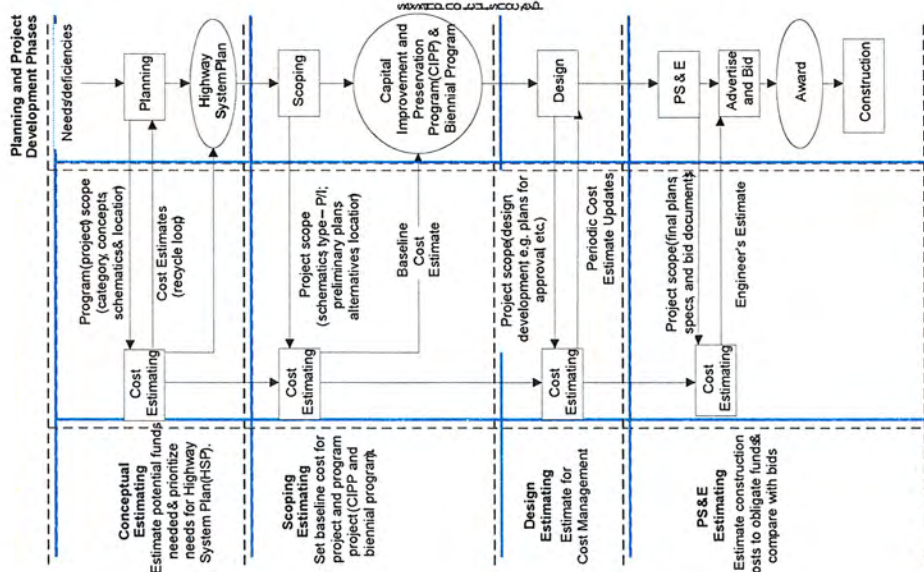 Planning and Project
Development Phases
Needs/deficiencies
Planning
Highway
System Plan
Scoping
Capital
Improvement and
Preservation
Program(CIPP) &
Biennial Program
Design
PS & E
Advertise
and Bid
Award
Construction
Program(project) scope
(category, concepts,
schematics & location)
Cost Estimates
(recycle loop)
Project scope
(schematics, type – P/I;
preliminary plans,
alternatives, location)
Baseline
Cost
Estimate
Project scope(design
development, e.g., plans for
approval, etc.)
Periodic Cost
Estimate Updates
Project scope(final plans,
specs, and bid documents)
Engineer's Estimate
Cost
Estimating
Cost
Estimating
Cost
Estimating
Cost
Estimating
Conceptual
Estimating
Estimate potential funds
needed & prioritize
needs for Highway
System Plan(HSP).
Scoping
Estimating
Set baseline cost for
project and program
project(CIPP and
biennial program)
Design
Estimating
Estimate for
Cost Management
PS&E
Estimating
Estimate construction
costs to obligate funds &
compare with bids